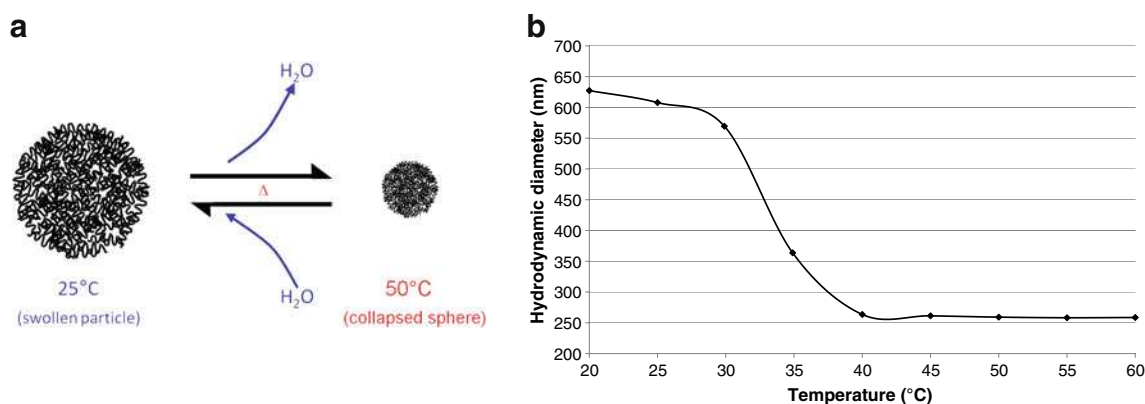 a
H₂O
Δ
H₂O
25°C
(swollen particle)
50°C
(collapsed sphere)
b
Hydrodynamic diameter (nm)
700
650
600
550
500
450
400
350
300
250
200
20 25 30 35 40 45 50 55 60
Temperature (°C)